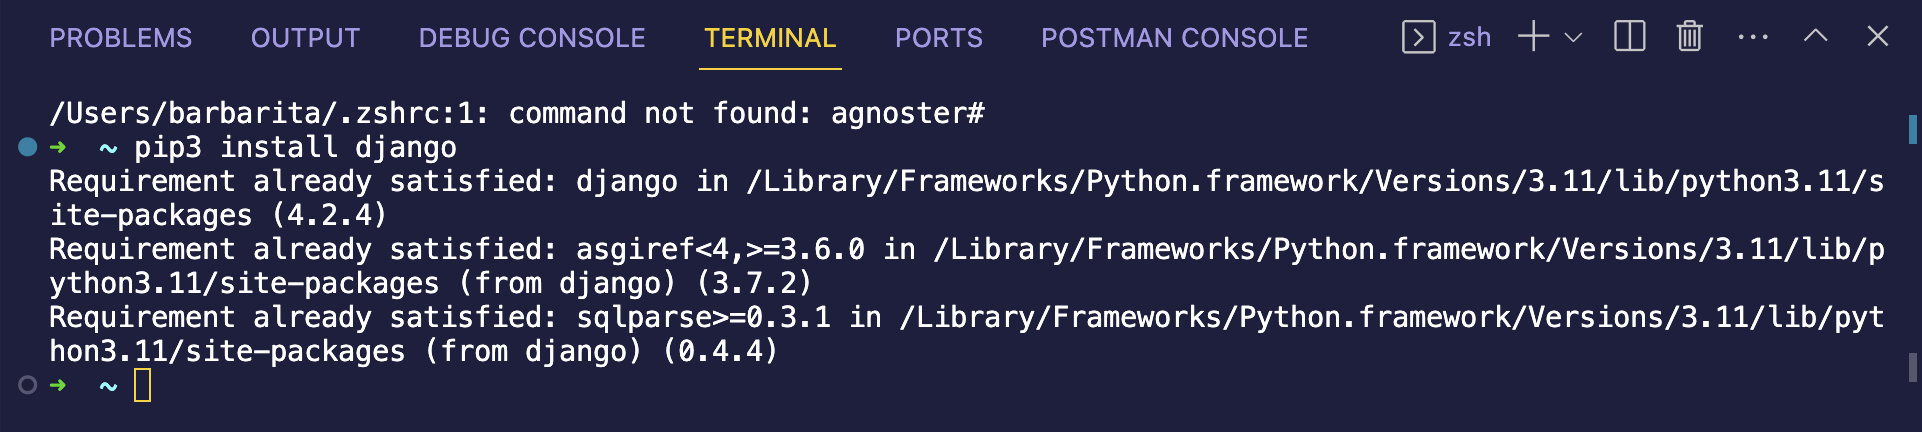 PROBLEMS OUTPUT DEBUG CONSOLE TERMINAL PORTS POSTMAN CONSOLE zsh
/Users/barbarita/.zshrc:1: command not found: agnoster#
➜ ~ pip3 install django
Requirement already satisfied: django in /Library/Frameworks/Python.framework/Versions/3.11/lib/python3.11/s
ite-packages (4.2.4)
Requirement already satisfied: asgiref<4,>=3.6.0 in /Library/Frameworks/Python.framework/Versions/3.11/lib/p
ython3.11/site-packages (from django) (3.7.2)
Requirement already satisfied: sqlparse>=0.3.1 in /Library/Frameworks/Python.framework/Versions/3.11/lib/pyt
hon3.11/site-packages (from django) (0.4.4)
➜ ~